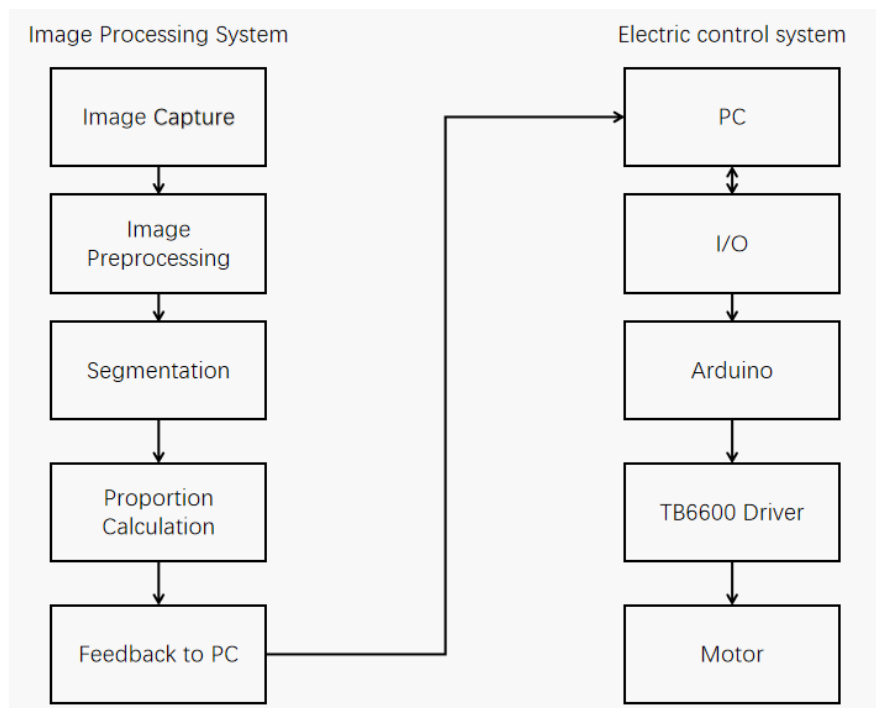 Image Processing System
Image Capture
Image
Preprocessing
Segmentation
Proportion
Calculation
Feedback to PC
Electric control system
PC
I/O
Arduino
TB6600 Driver
Motor